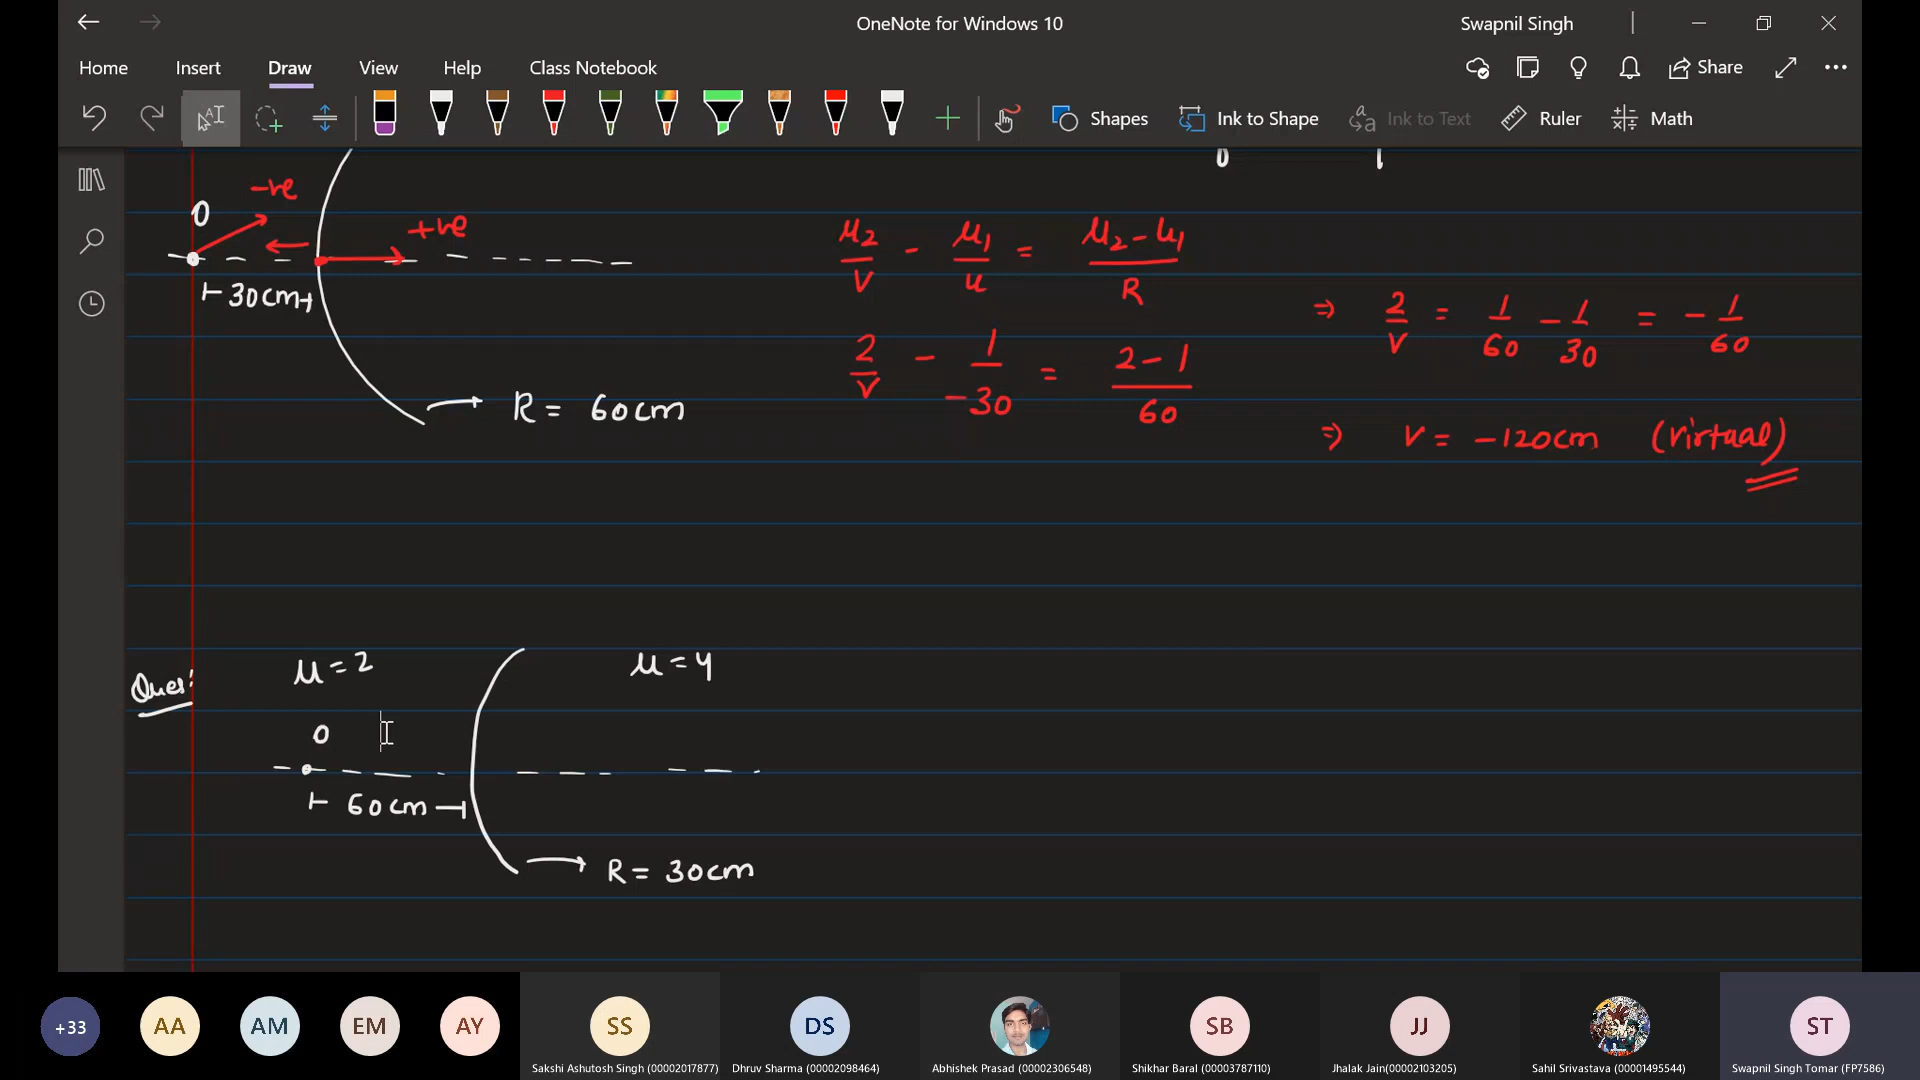 OneNote for Windows 10
Swapnil Singh
Home Insert Draw View Help Class Notebook
Share
Shapes Ink to Shape Ink to Text Ruler Math
0 1
-ve
O
+ve
30cm
R = 60cm
μ2/v - μ1/u = μ2-μ1/R
2/v - 1/-30 = 2-1/60
⇒ 2/v = 1/60 - 1/30 = -1/60
⇒ v = -120cm (virtual)
Ques:
μ=2 μ=4
O
60cm
R = 30cm
+33 AA AM EM AY SS DS SB JJ ST
Sakshi Ashutosh Singh (00002017877) Dhruv Sharma (00002098464) Abhishek Prasad (00002306548) Shikhar Baral (00003787110) Jhalak Jain(00002103205) Sahil Srivastava (00001495544) Swapnil Singh Tomar (FP7586)